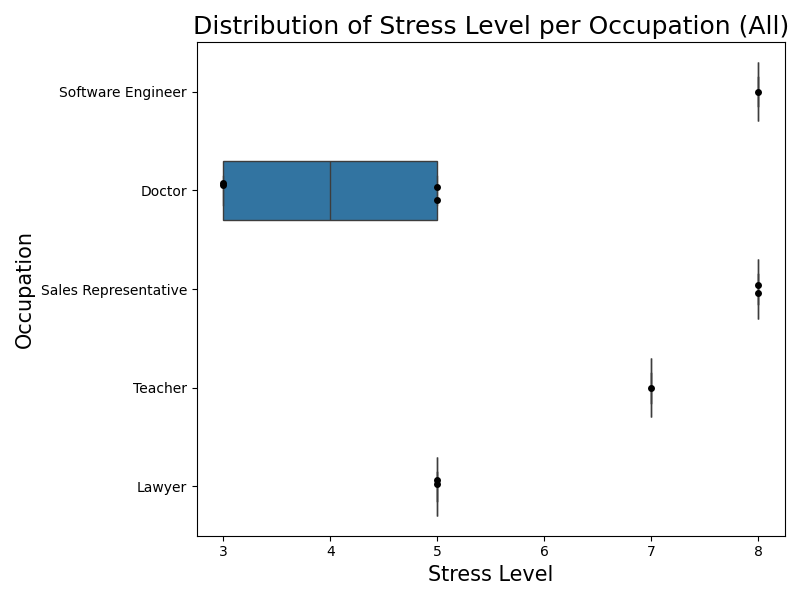 Distribution of Stress Level per Occupation (All)
Software Engineer
Doctor
Sales Representative
Teacher
Lawyer
Occupation
3 4 5 6 7 8
Stress Level